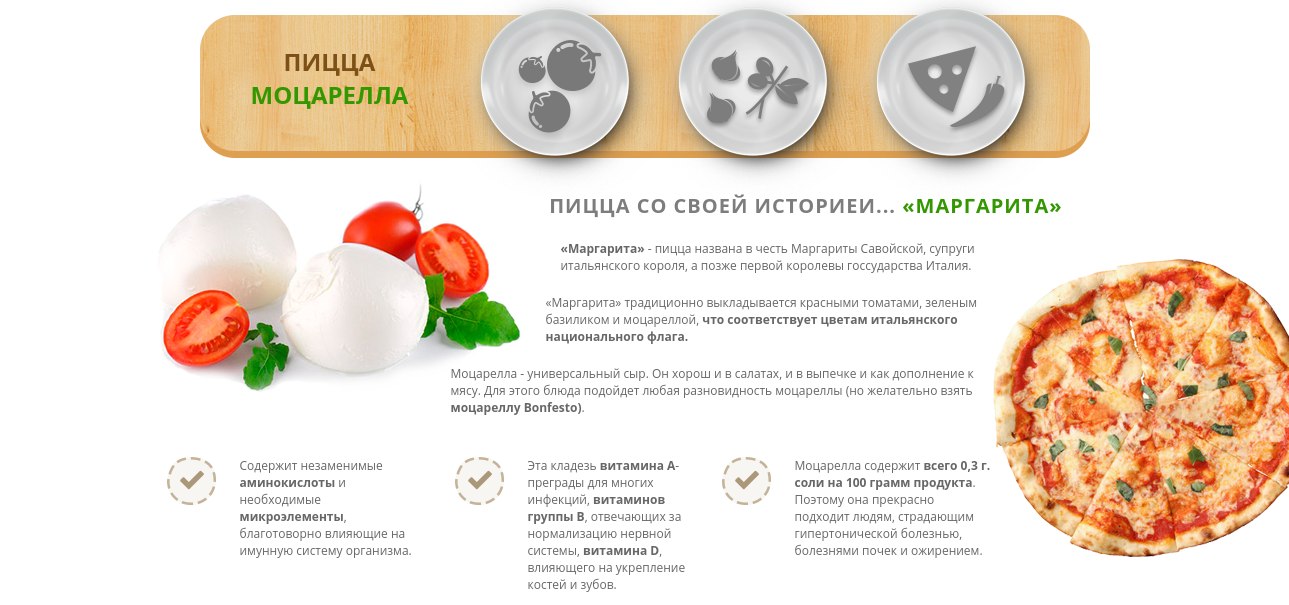 ПИЦЦА
МОЦАРЕЛЛА
ПИЦЦА СО СВОЕЙ ИСТОРИЕИ... «МАРГАРИТА»
«Маргарита» - пицца названа в честь Маргариты Савойской, супруги
итальянского короля, а позже первой королевы госсударства Италия.
«Маргарита» традиционно выкладывается красными томатами, зеленым
базиликом и моцареллой, что соответствует цветам итальянского
национального флага.
Моцарелла - универсальный сыр. Он хорош и в салатах, и в выпечке и как дополнение к
мясу. Для этого блюда подойдет любая разновидность моцареллы (но желательно взять
моцареллу Bonfesto).
Содержит незаменимые
аминокислоты и
необходимые
микроэлементы,
благотоворно влияющие на
имунную систему организма.
Эта кладезь витамина А-
преграды для многих
инфекций, витаминов
группы В, отвечающих за
нормализацию нервной
системы, витамина D,
влияющего на укрепление
костей и зубов.
Моцарелла содержит всего 0,3 г.
соли на 100 грамм продукта.
Поэтому она прекрасно
подходит людям, страдающим
гипертонической болезнью,
болезнями почек и ожирением.